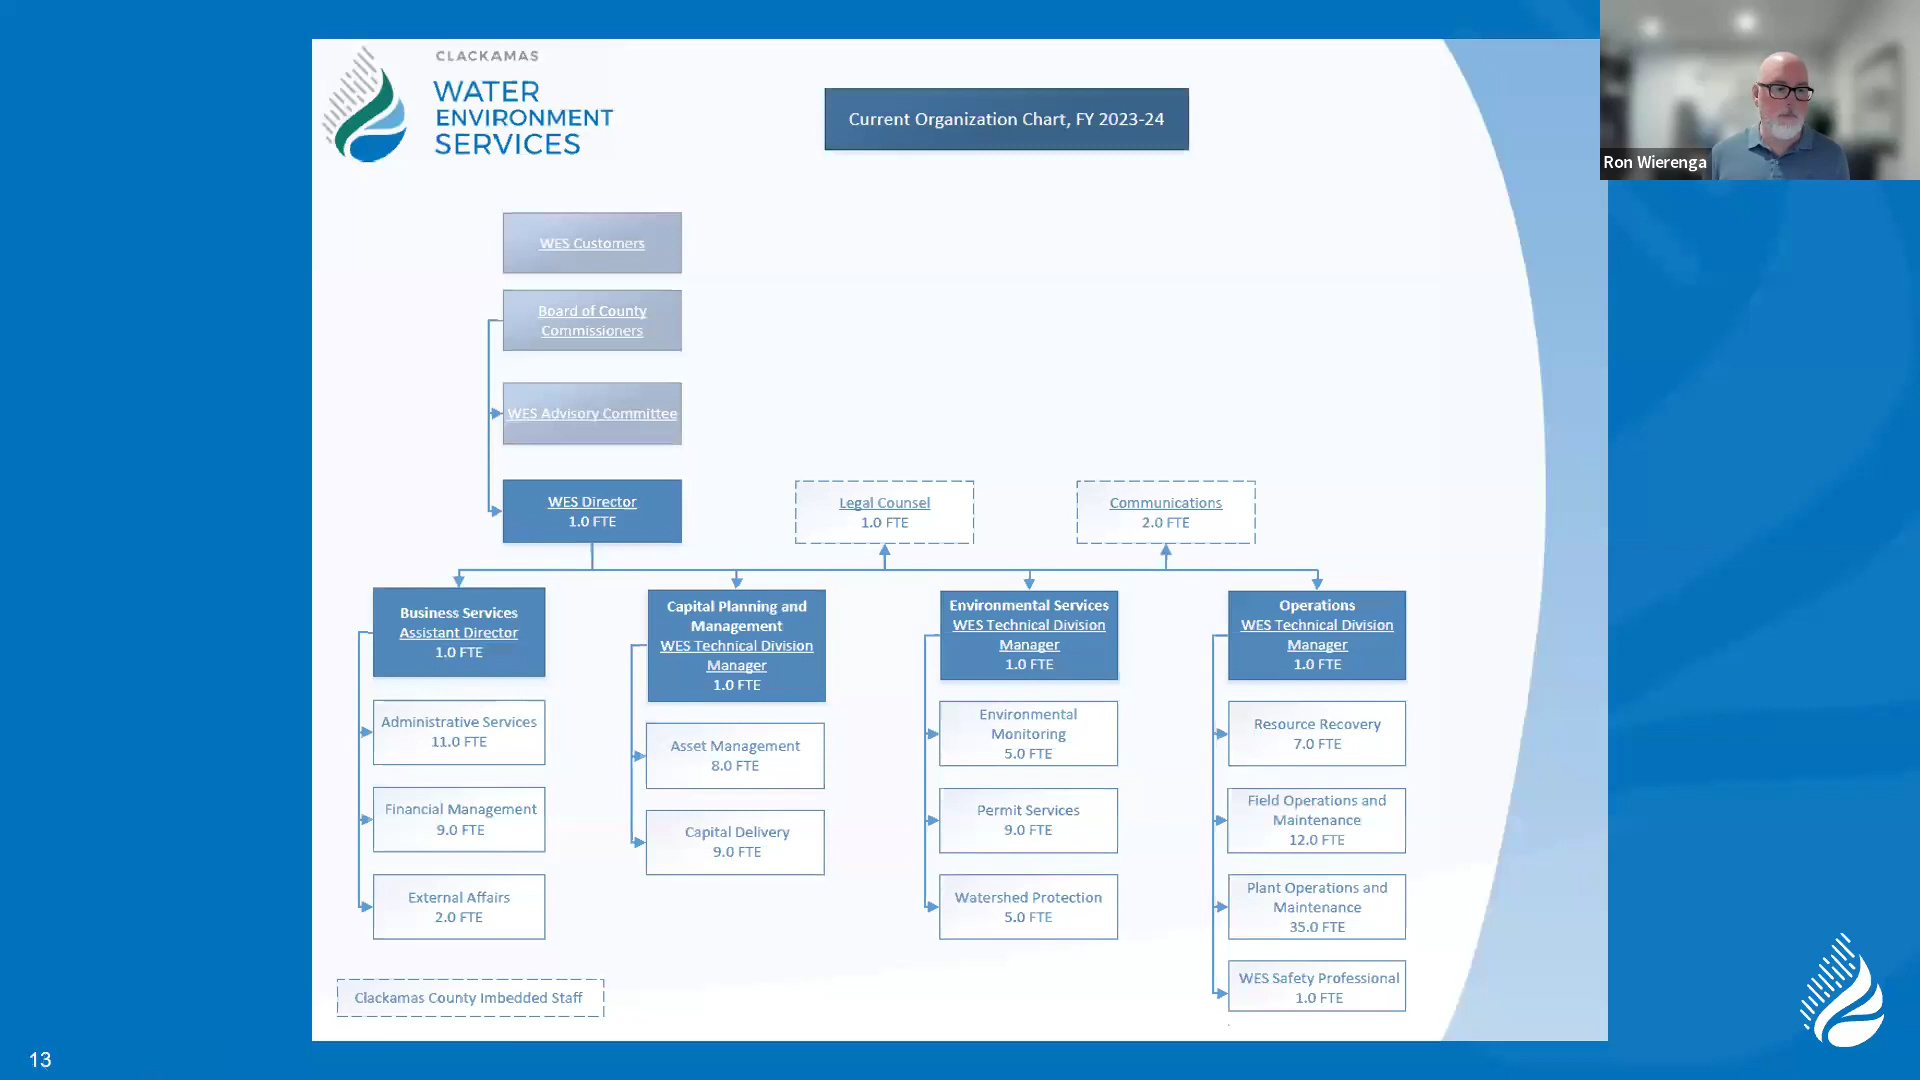 CLACKAMAS
WATER
ENVIRONMENT
SERVICES
Current Organization Chart, FY 2023-24
Ron Wierenga
WES Customers
Board of County
Commissioners
WES Advisory Committee
WES Director
1.0 FTE
Legal Counsel
1.0 FTE
Communications
2.0 FTE
Business Services
Assistant Director
1.0 FTE
Administrative Services
11.0 FTE
Financial Management
9.0 FTE
External Affairs
2.0 FTE
Capital Planning and
Management
WES Technical Division
Manager
1.0 FTE
Asset Management
8.0 FTE
Capital Delivery
9.0 FTE
Environmental Services
WES Technical Division
Manager
1.0 FTE
Environmental
Monitoring
5.0 FTE
Permit Services
9.0 FTE
Watershed Protection
5.0 FTE
Operations
WES Technical Division
Manager
1.0 FTE
Resource Recovery
7.0 FTE
Field Operations and
Maintenance
12.0 FTE
Plant Operations and
Maintenance
35.0 FTE
WES Safety Professional
1.0 FTE
Clackamas County Imbedded Staff
13